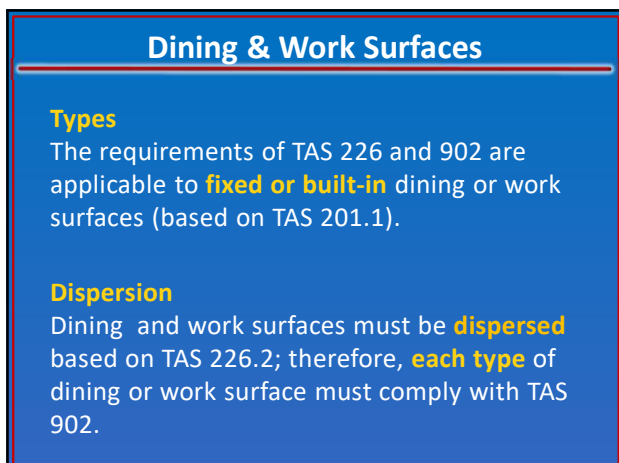 Dining & Work Surfaces
Types
The requirements of TAS 226 and 902 are
applicable to fixed or built-in dining or work
surfaces (based on TAS 201.1).
Dispersion
Dining and work surfaces must be dispersed
based on TAS 226.2; therefore, each type of
dining or work surface must comply with TAS
902.